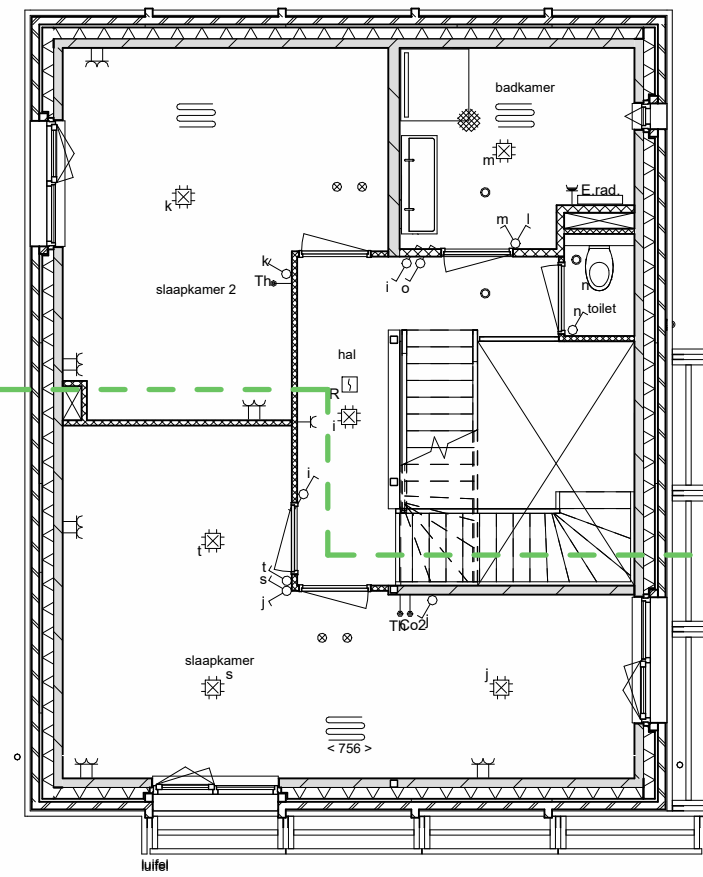 badkamer
m
k
E.rad.
m l
k
Th
slaapkamer 2
i o
n
n
toilet
hal
R
i
i
t
t
s
j
j
Th
Co2
slaapkamer
s
j
< 756 >
luifel